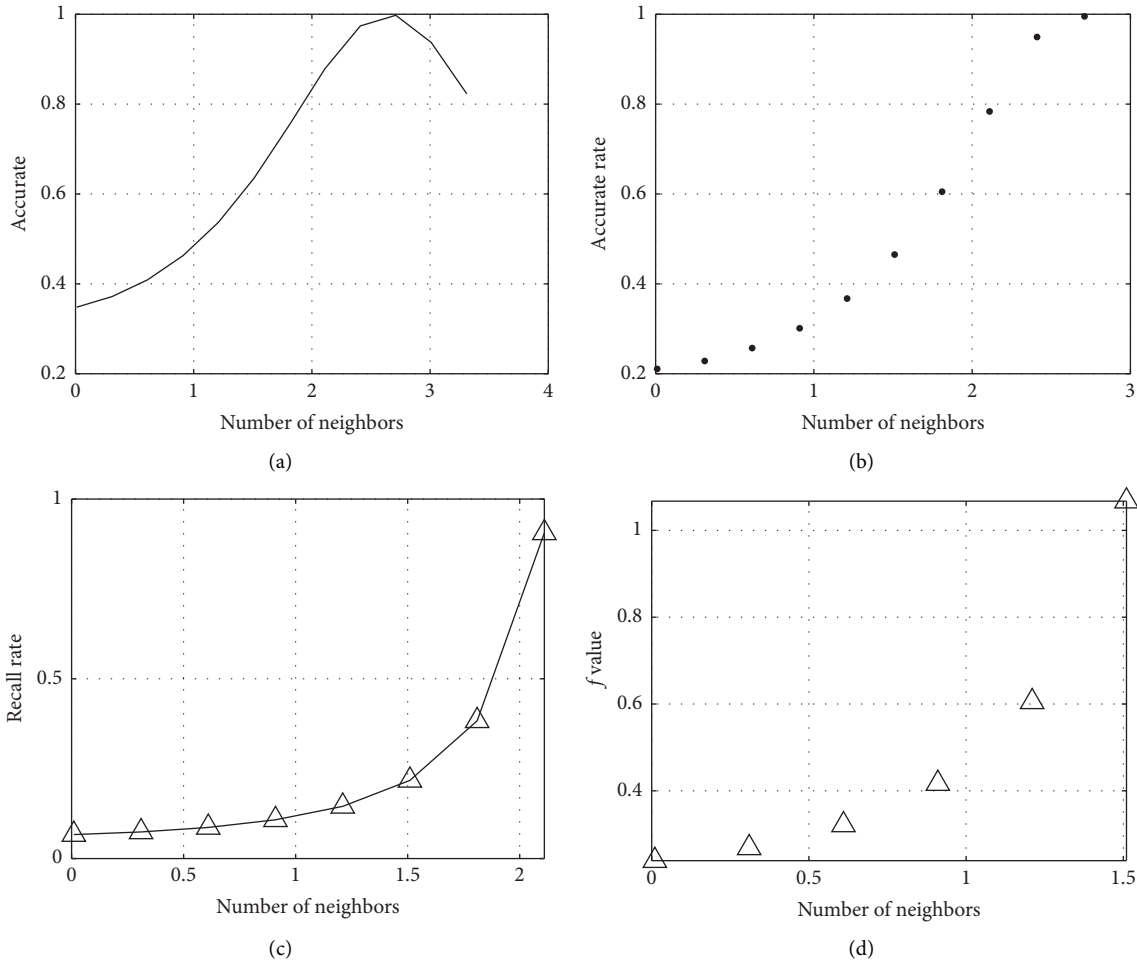 1
0.8
0.6
0.4
0.2
0 1 2 3 4
Accurate
Number of neighbors
(a)
1
0.8
0.6
0.4
0.2
0 1 2 3
Accurate rate
Number of neighbors
(b)
1
0.5
0
0 0.5 1 1.5 2
Recall rate
Number of neighbors
(c)
1
0.8
0.6
0.4
0 0.5 1 1.5
f value
Number of neighbors
(d)